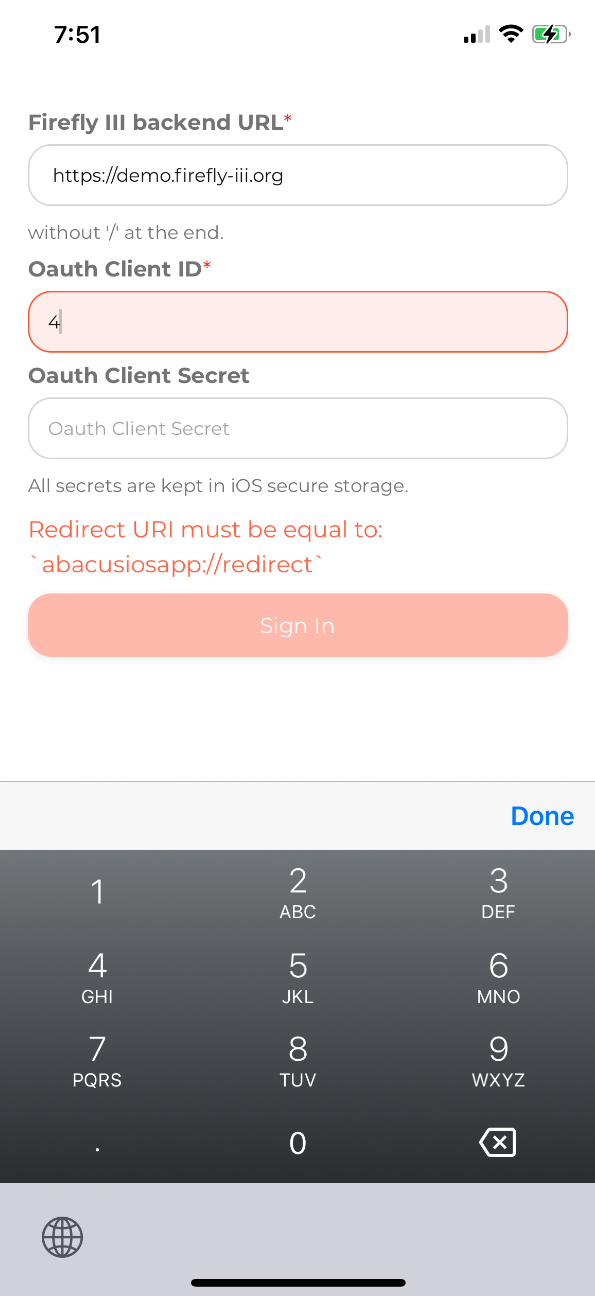 7:51
Firefly III backend URL*
https://demo.firefly-iii.org
without '/' at the end.
Oauth Client ID*
4
Oauth Client Secret
Oauth Client Secret
All secrets are kept in iOS secure storage.
Redirect URI must be equal to:
`abacusiosapp://redirect`
Sign In
Done
1 2 3
ABC DEF
4 5 6
GHI JKL MNO
7 8 9
PQRS TUV WXYZ
. 0